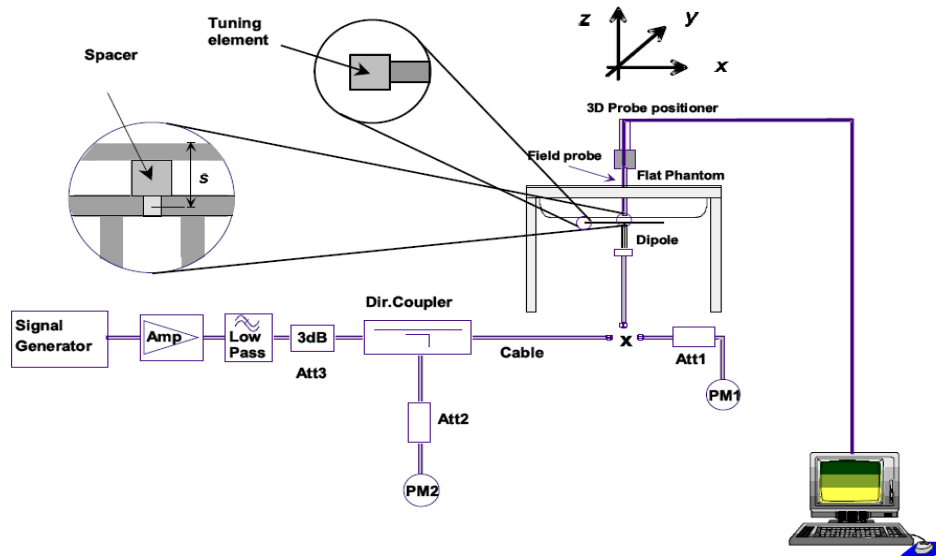 Tuning
element
z
y
x
Spacer
3D Probe positioner
s
Field probe
Flat Phantom
Dipole
Dir.Coupler
Signal
Generator
Amp
Low
Pass
3dB
Att3
Cable
x
Att1
PM1
Att2
PM2